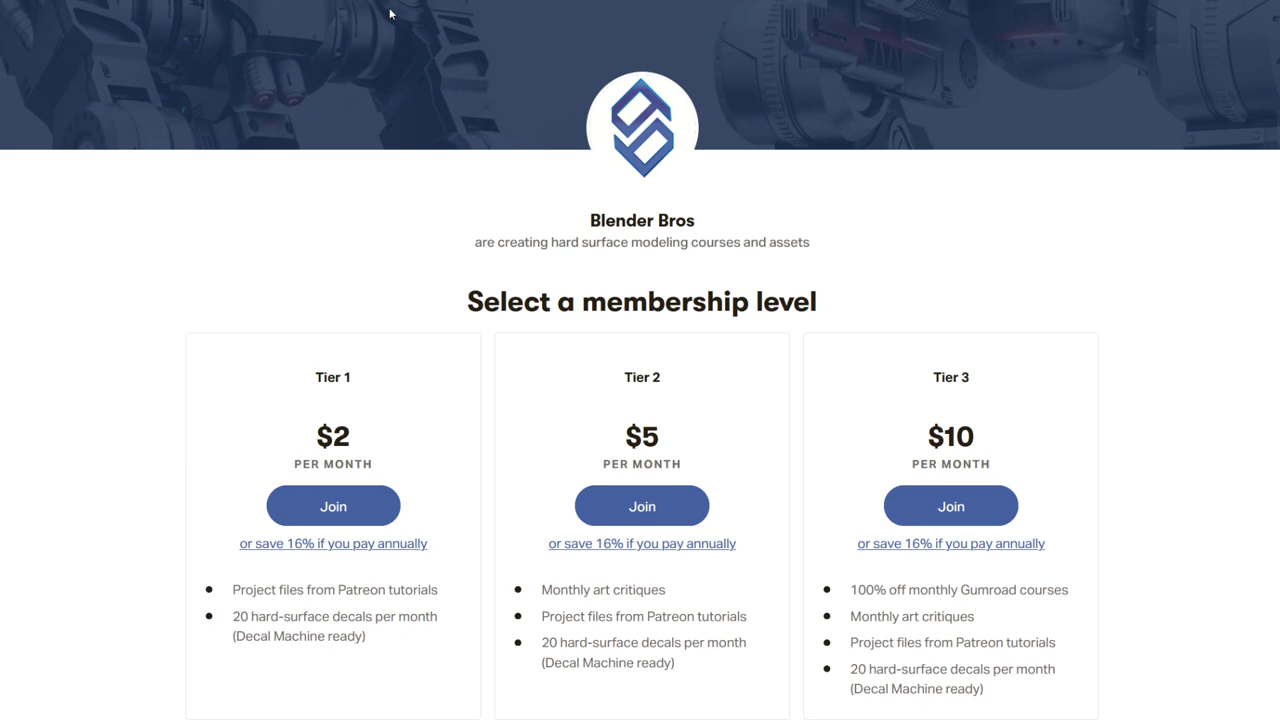 Blender Bros
are creating hard surface modeling courses and assets
Select a membership level
Tier 1
$2
PER MONTH
Join
or save 16% if you pay annually
Project files from Patreon tutorials
20 hard-surface decals per month
(Decal Machine ready)
Tier 2
$5
PER MONTH
Join
or save 16% if you pay annually
Monthly art critiques
Project files from Patreon tutorials
20 hard-surface decals per month
(Decal Machine ready)
Tier 3
$10
PER MONTH
Join
or save 16% if you pay annually
100% off monthly Gumroad courses
Monthly art critiques
Project files from Patreon tutorials
20 hard-surface decals per month
(Decal Machine ready)